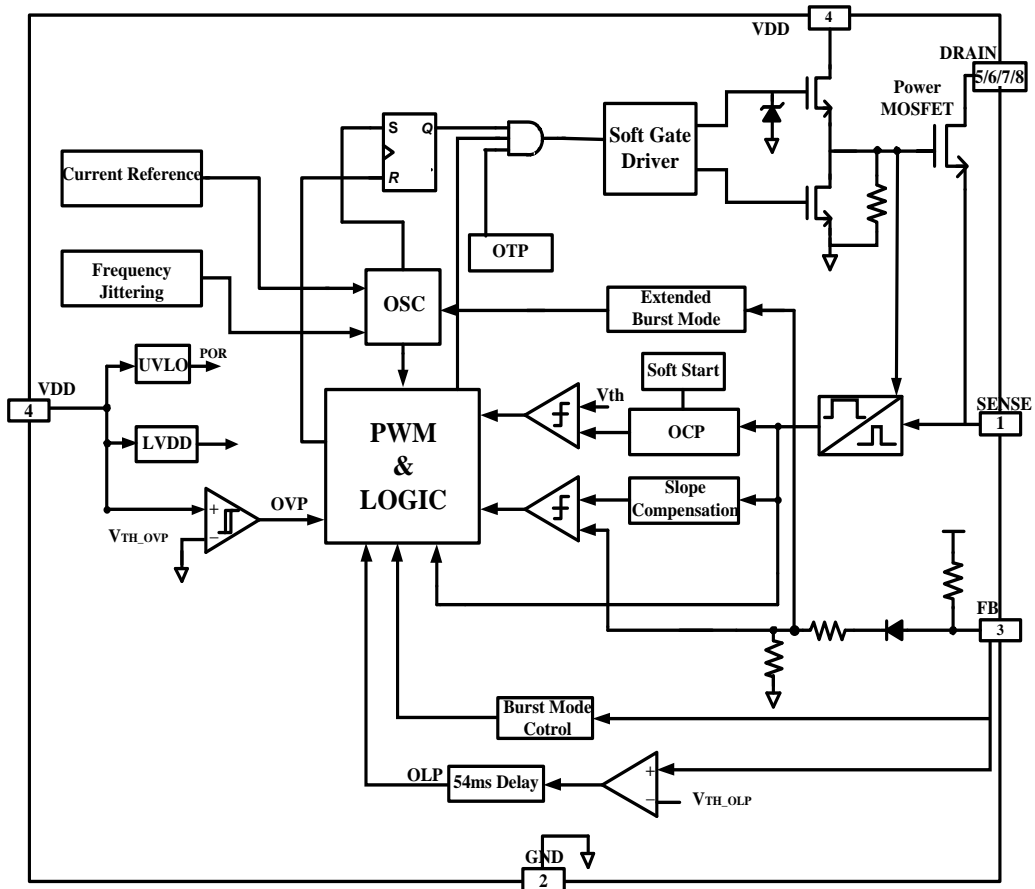 4
VDD
DRAIN
5/6/7/8
Power
MOSFET
S
Q
R
Soft Gate
Driver
Current Reference
OTP
Frequency
Jittering
OSC
Extended
Burst Mode
UVLO
POR
VDD
4
Soft Start
Vth
OCP
SENSE
1
LVDD
PWM
&
LOGIC
Slope
Compensation
OVP
+
−
VTH_OVP
FB
3
Burst Mode
Cotrol
OLP
54ms Delay
+
−
VTH_OLP
GND
2